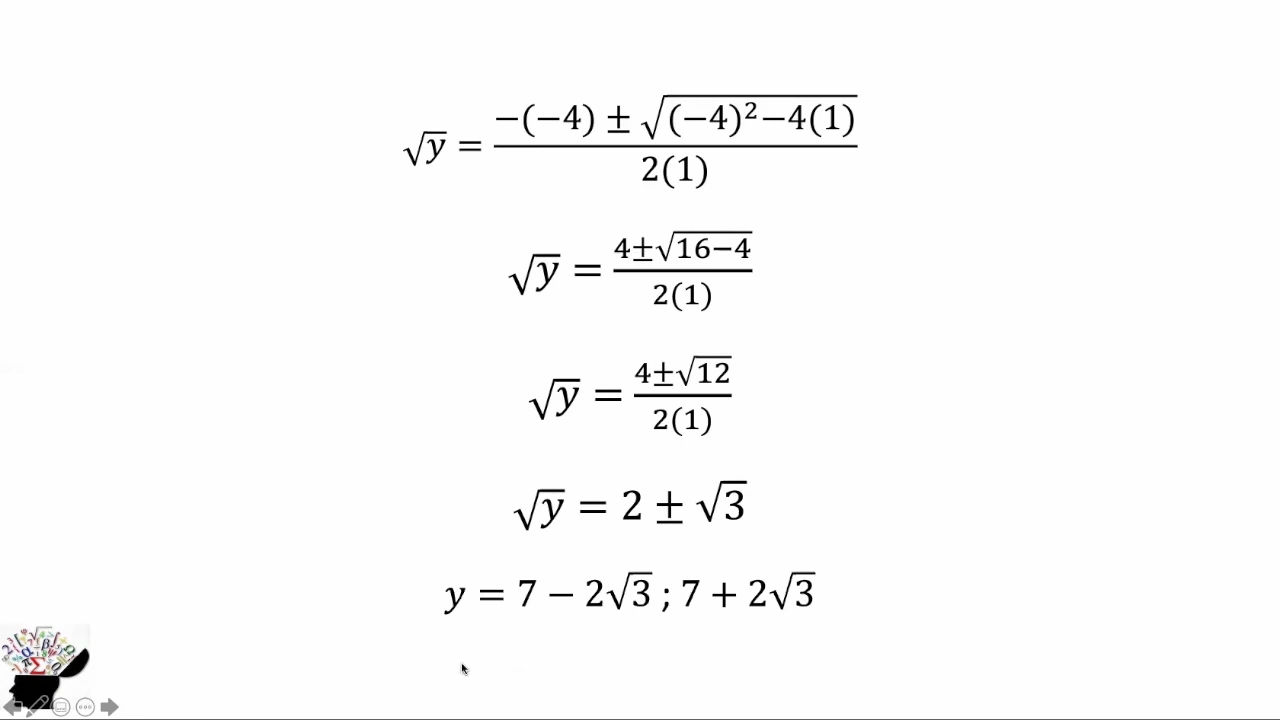 √y = (−(−4) ± √((−4)²−4(1))) / (2(1))
√y = (4±√(16−4)) / (2(1))
√y = (4±√12) / (2(1))
√y = 2 ± √3
y = 7 − 2√3 ; 7 + 2√3